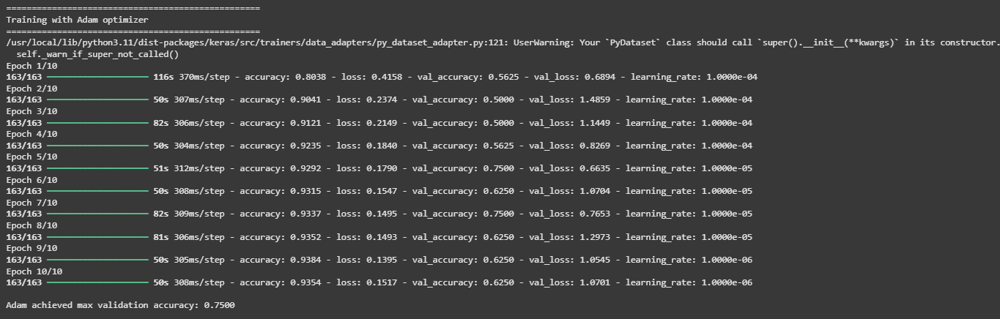 ==================================================
Training with Adam optimizer
==================================================
/usr/local/lib/python3.11/dist-packages/keras/src/trainers/data_adapters/py_dataset_adapter.py:121: UserWarning: Your `PyDataset` class should call `super().__init__(**kwargs)` in its constructor.
  self._warn_if_super_not_called()
Epoch 1/10
163/163 ━━━━━━━━━━━━━━━━━━━━ 116s 370ms/step - accuracy: 0.8038 - loss: 0.4158 - val_accuracy: 0.5625 - val_loss: 0.6894 - learning_rate: 1.0000e-04
Epoch 2/10
163/163 ━━━━━━━━━━━━━━━━━━━━ 50s 307ms/step - accuracy: 0.9041 - loss: 0.2374 - val_accuracy: 0.5000 - val_loss: 1.4859 - learning_rate: 1.0000e-04
Epoch 3/10
163/163 ━━━━━━━━━━━━━━━━━━━━ 82s 306ms/step - accuracy: 0.9121 - loss: 0.2149 - val_accuracy: 0.5000 - val_loss: 1.1449 - learning_rate: 1.0000e-04
Epoch 4/10
163/163 ━━━━━━━━━━━━━━━━━━━━ 50s 304ms/step - accuracy: 0.9235 - loss: 0.1840 - val_accuracy: 0.5625 - val_loss: 0.8269 - learning_rate: 1.0000e-04
Epoch 5/10
163/163 ━━━━━━━━━━━━━━━━━━━━ 51s 312ms/step - accuracy: 0.9292 - loss: 0.1790 - val_accuracy: 0.7500 - val_loss: 0.6635 - learning_rate: 1.0000e-05
Epoch 6/10
163/163 ━━━━━━━━━━━━━━━━━━━━ 50s 308ms/step - accuracy: 0.9315 - loss: 0.1547 - val_accuracy: 0.6250 - val_loss: 1.0704 - learning_rate: 1.0000e-05
Epoch 7/10
163/163 ━━━━━━━━━━━━━━━━━━━━ 82s 309ms/step - accuracy: 0.9337 - loss: 0.1495 - val_accuracy: 0.7500 - val_loss: 0.7653 - learning_rate: 1.0000e-05
Epoch 8/10
163/163 ━━━━━━━━━━━━━━━━━━━━ 81s 306ms/step - accuracy: 0.9352 - loss: 0.1493 - val_accuracy: 0.6250 - val_loss: 1.2973 - learning_rate: 1.0000e-05
Epoch 9/10
163/163 ━━━━━━━━━━━━━━━━━━━━ 50s 305ms/step - accuracy: 0.9384 - loss: 0.1395 - val_accuracy: 0.6250 - val_loss: 1.0545 - learning_rate: 1.0000e-06
Epoch 10/10
163/163 ━━━━━━━━━━━━━━━━━━━━ 50s 308ms/step - accuracy: 0.9354 - loss: 0.1517 - val_accuracy: 0.6250 - val_loss: 1.0701 - learning_rate: 1.0000e-06
Adam achieved max validation accuracy: 0.7500